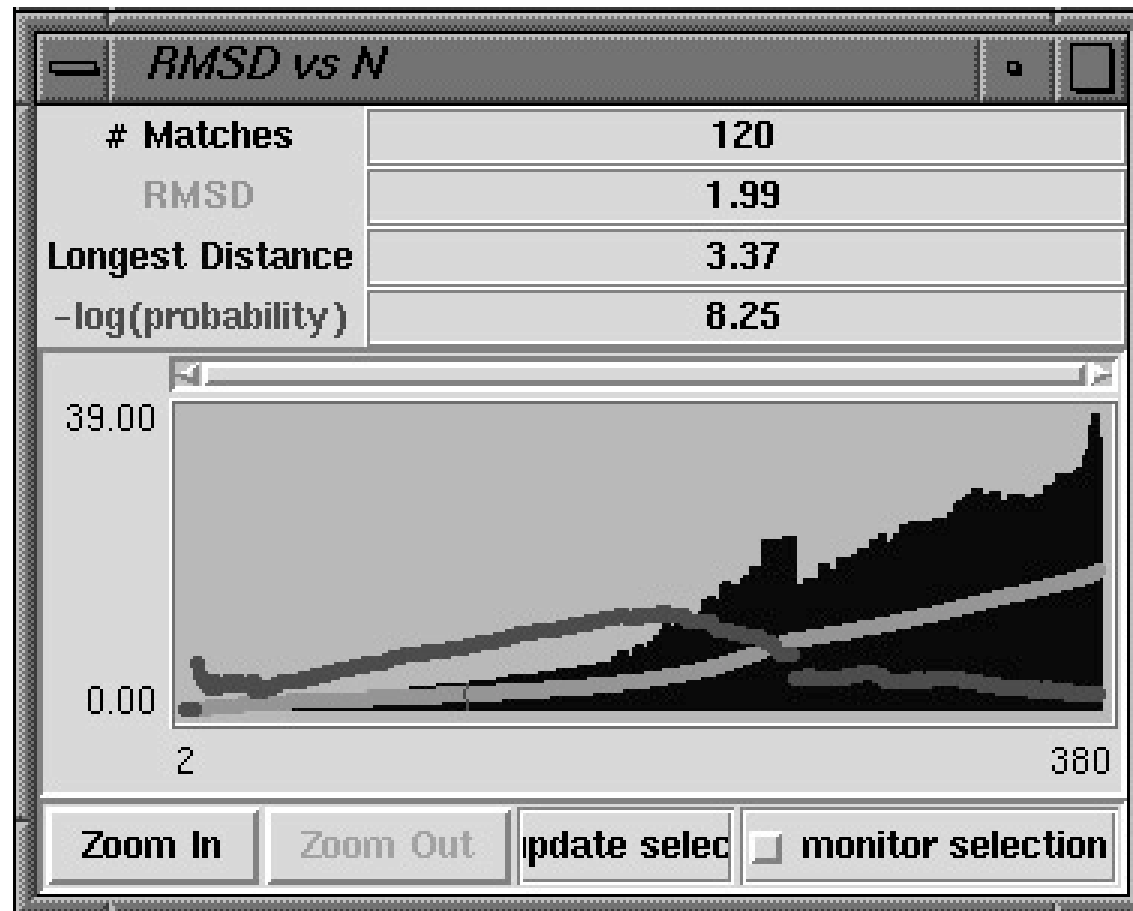 RMSD vs N
# Matches 120
RMSD 1.99
Longest Distance 3.37
-log(probability) 8.25
39.00
0.00
2 380
Zoom In Zoom Out pdate selec monitor selection